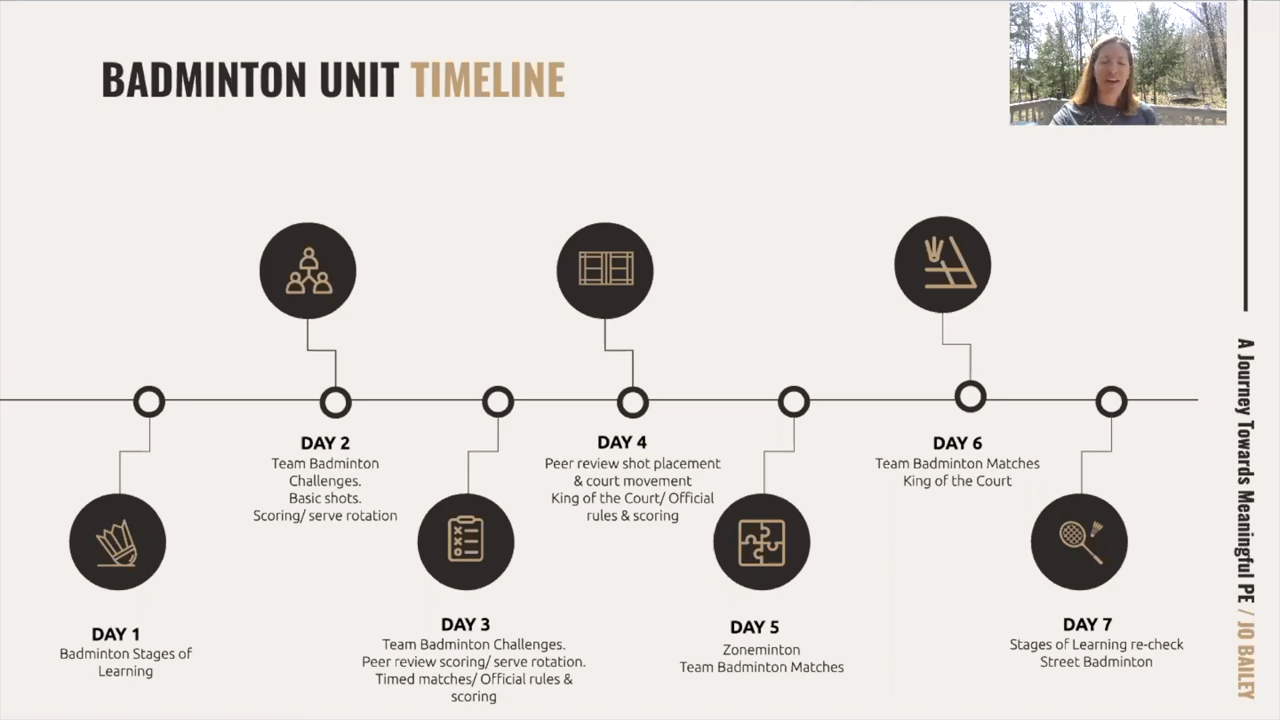 BADMINTON UNIT TIMELINE
DAY 1
Badminton Stages of
Learning
DAY 2
Team Badminton
Challenges.
Basic shots.
Scoring/ serve rotation
DAY 3
Team Badminton Challenges.
Peer review scoring/ serve rotation.
Timed matches/ Official rules &
scoring
DAY 4
Peer review shot placement
& court movement
King of the Court/ Official
rules & scoring
DAY 5
Zoneminton
Team Badminton Matches
DAY 6
Team Badminton Matches
King of the Court
DAY 7
Stages of Learning re-check
Street Badminton
A Journey Towards Meaningful PE / JO BAILEY